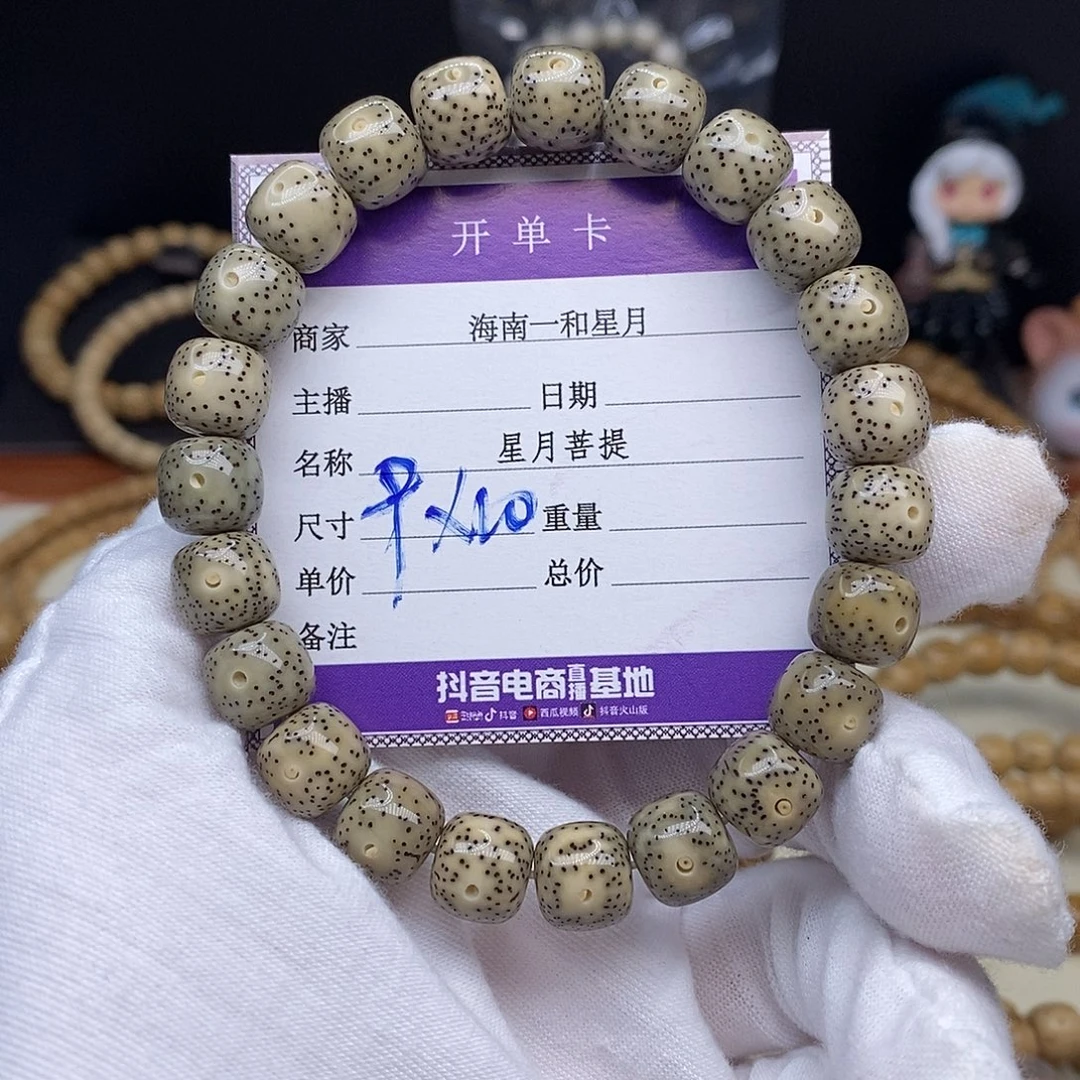 开单卡
商家 海南一和星月
主播 日期
名称 星月菩提
尺寸 9×10 重量
单价 总价
备注
抖音电商直播基地
抖音 西瓜视频 抖音火山版